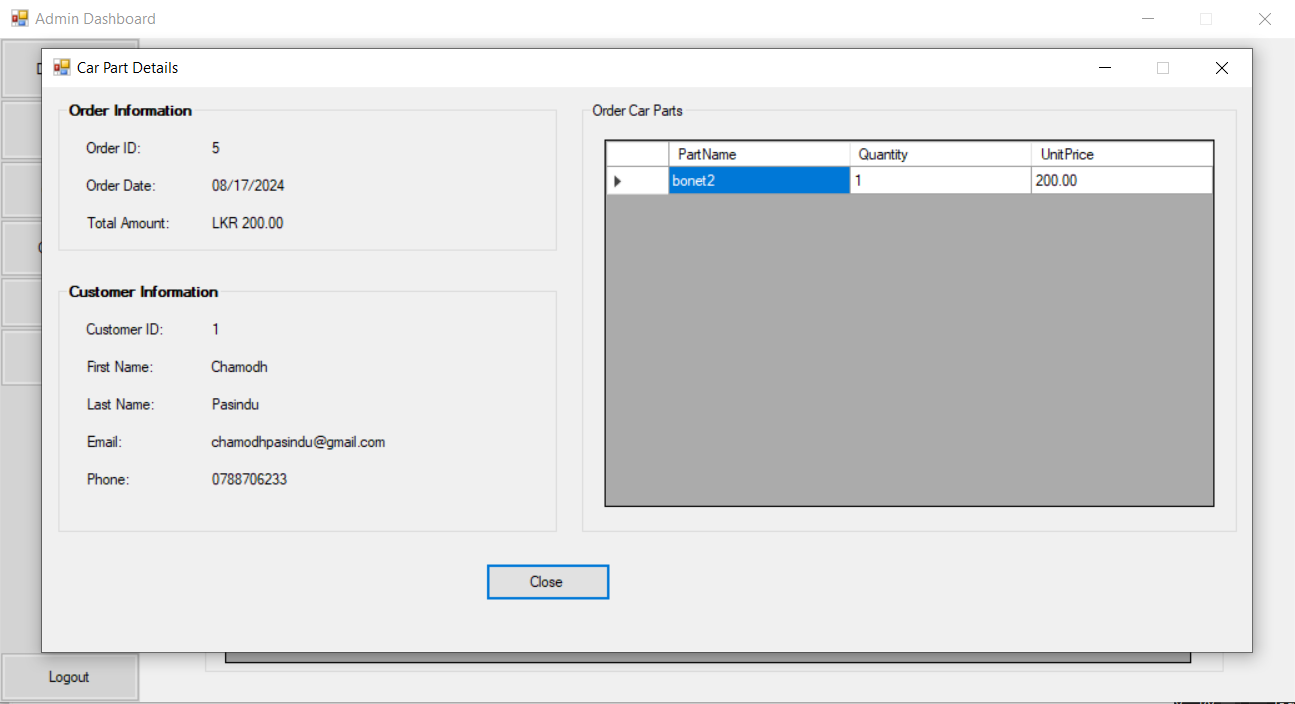 Admin Dashboard
Car Part Details
Order Information
Order ID: 5
Order Date: 08/17/2024
Total Amount: LKR 200.00
Customer Information
Customer ID: 1
First Name: Chamodh
Last Name: Pasindu
Email: chamodhpasindu@gmail.com
Phone: 0788706233
Order Car Parts
PartName Quantity UnitPrice
bonet2 1 200.00
Close
Logout